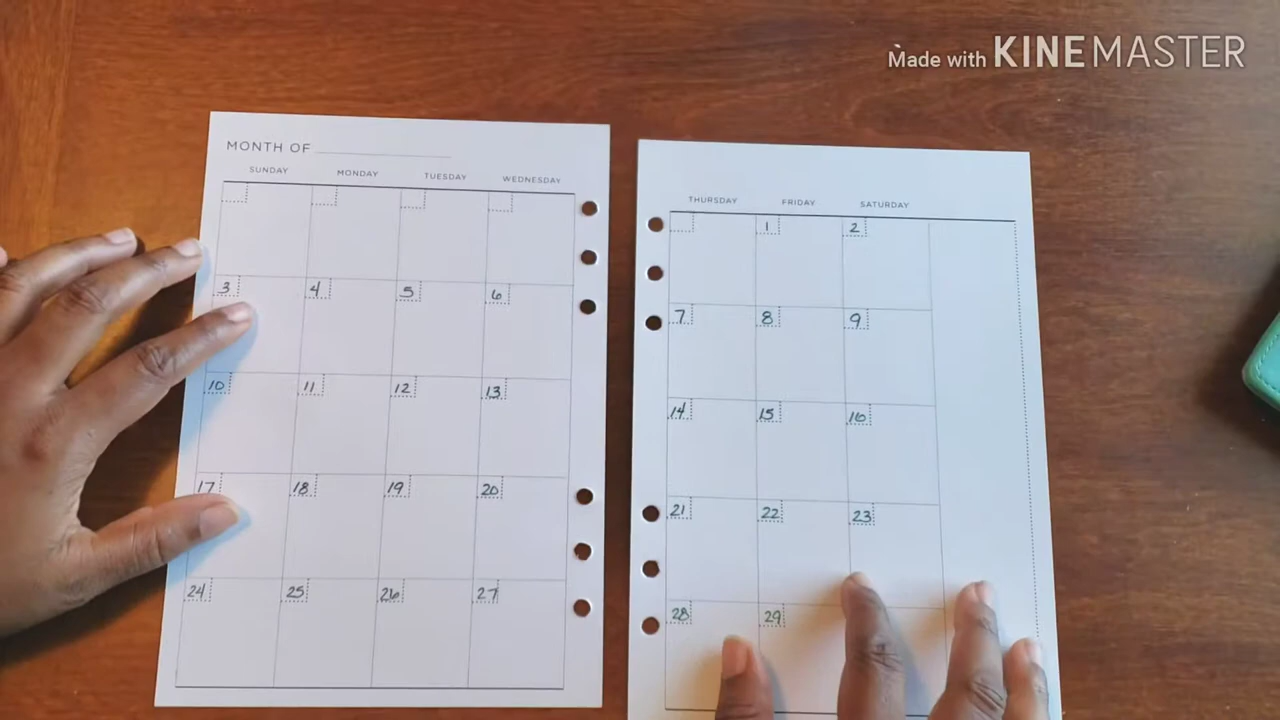 Made with KINEMASTER
MONTH OF
SUNDAY MONDAY TUESDAY WEDNESDAY
3 4 5 6
10 11 12 13
17 18 19 20
24 25 26 27
THURSDAY FRIDAY SATURDAY
1 2
7 8 9
14 15 16
21 22 23
28 29